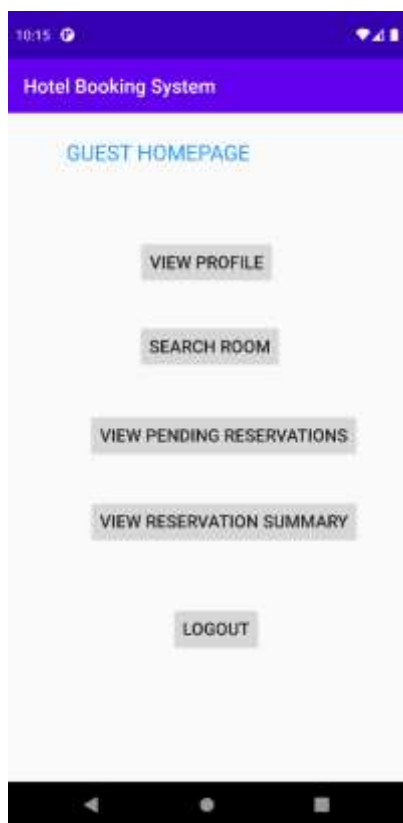 10:15
Hotel Booking System
GUEST HOMEPAGE
VIEW PROFILE
SEARCH ROOM
VIEW PENDING RESERVATIONS
VIEW RESERVATION SUMMARY
LOGOUT